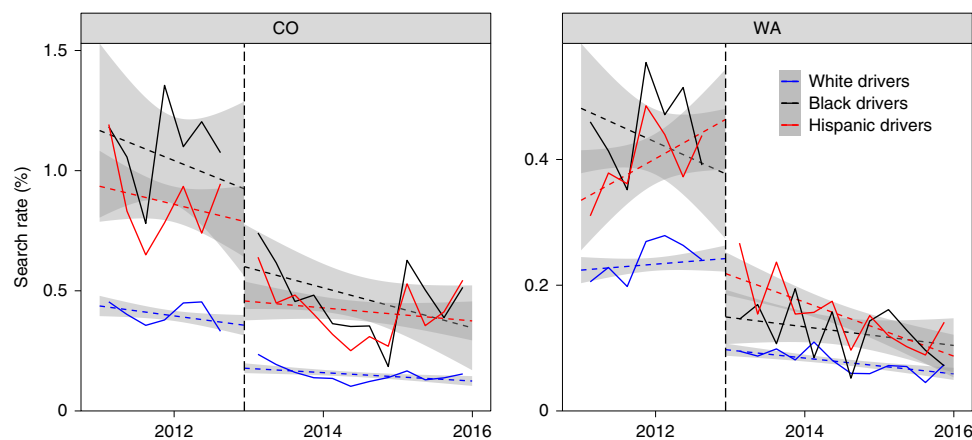 CO
WA
1.5
1.0
0.5
0
Search rate (%)
2012
2014
2016
0.4
0.2
0
2012
2014
2016
White drivers
Black drivers
Hispanic drivers